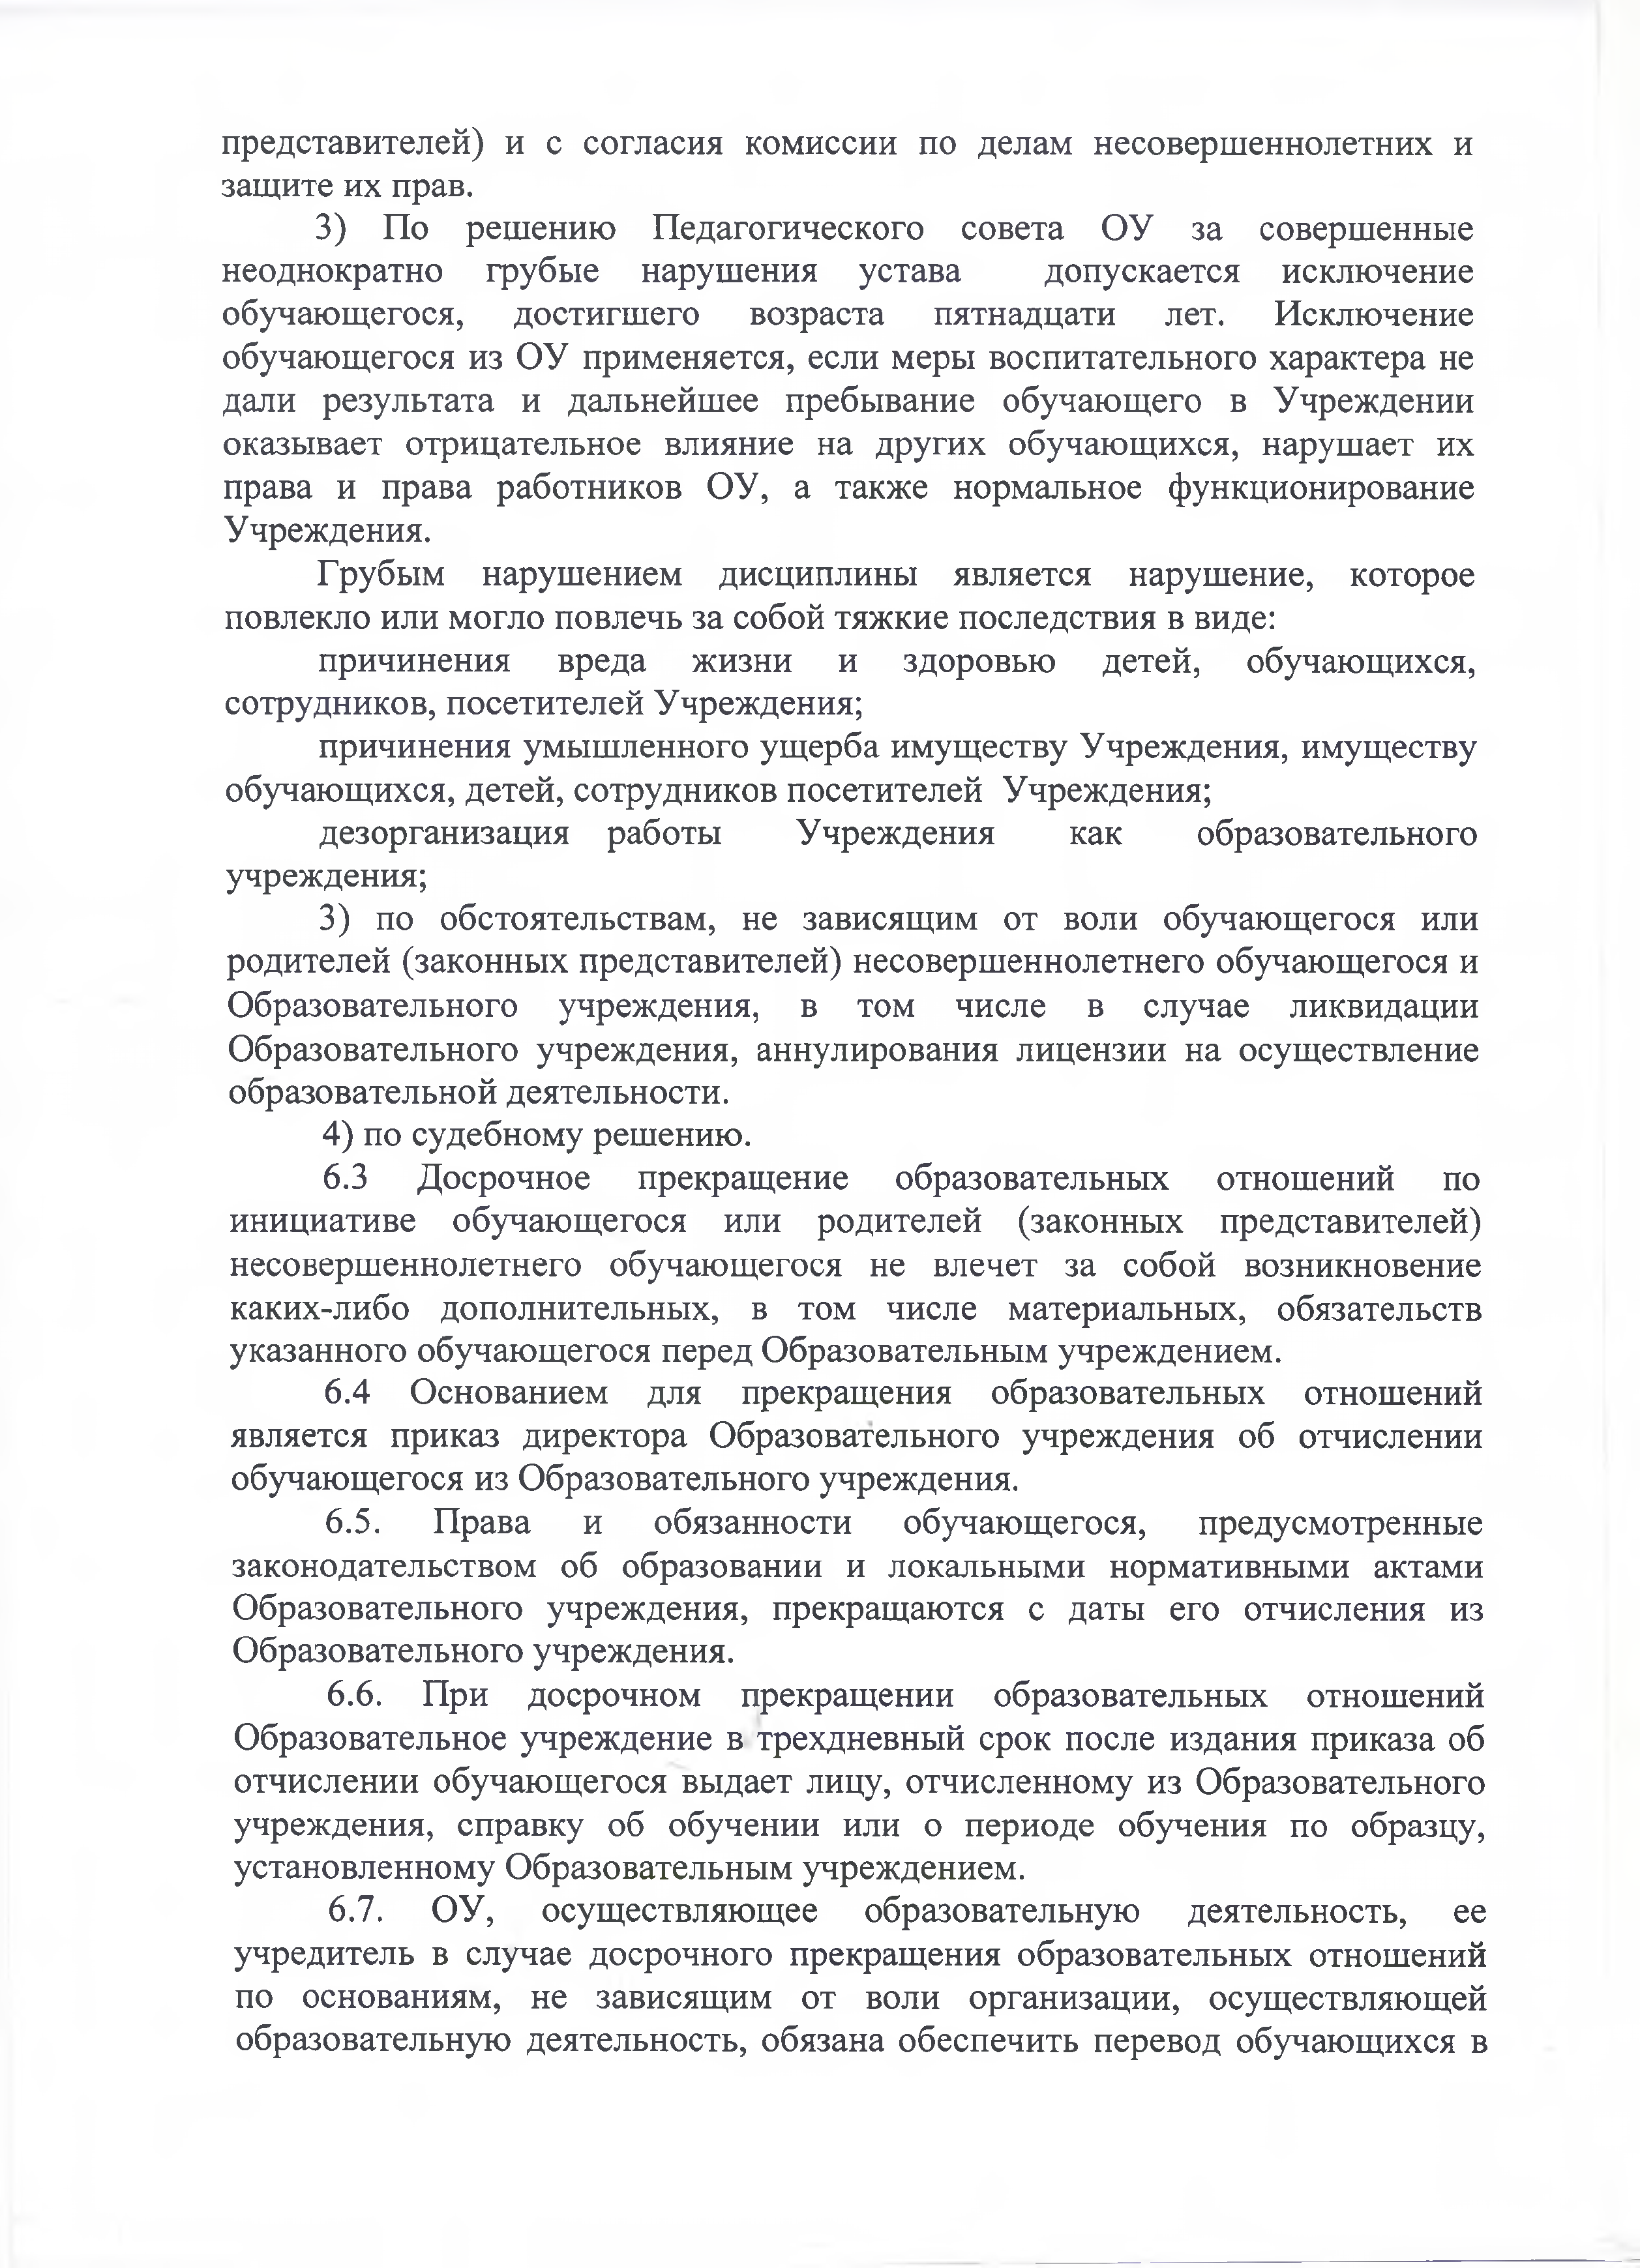 представителей) и с согласия комиссии по делам несовершеннолетних и
защите их прав.
3) По решению Педагогического совета ОУ за совершенные
неоднократно грубые нарушения устава допускается исключение
обучающегося, достигшего возраста пятнадцати лет. Исключение
обучающегося из ОУ применяется, если меры воспитательного характера не
дали результата и дальнейшее пребывание обучающего в Учреждении
оказывает отрицательное влияние на других обучающихся, нарушает их
права и права работников ОУ, а также нормальное функционирование
Учреждения.
Грубым нарушением дисциплины является нарушение, которое
повлекло или могло повлечь за собой тяжкие последствия в виде:
причинения вреда жизни и здоровью детей, обучающихся,
сотрудников, посетителей Учреждения;
причинения умышленного ущерба имуществу Учреждения, имуществу
обучающихся, детей, сотрудников посетителей Учреждения;
дезорганизация работы Учреждения как образовательного
учреждения;
3) по обстоятельствам, не зависящим от воли обучающегося или
родителей (законных представителей) несовершеннолетнего обучающегося и
Образовательного учреждения, в том числе в случае ликвидации
Образовательного учреждения, аннулирования лицензии на осуществление
образовательной деятельности.
4) по судебному решению.
6.3 Досрочное прекращение образовательных отношений по
инициативе обучающегося или родителей (законных представителей)
несовершеннолетнего обучающегося не влечет за собой возникновение
каких-либо дополнительных, в том числе материальных, обязательств
указанного обучающегося перед Образовательным учреждением.
6.4 Основанием для прекращения образовательных отношений
является приказ директора Образовательного учреждения об отчислении
обучающегося из Образовательного учреждения.
6.5. Права и обязанности обучающегося, предусмотренные
законодательством об образовании и локальными нормативными актами
Образовательного учреждения, прекращаются с даты его отчисления из
Образовательного учреждения.
6.6. При досрочном прекращении образовательных отношений
Образовательное учреждение в трехдневный срок после издания приказа об
отчислении обучающегося выдает лицу, отчисленному из Образовательного
учреждения, справку об обучении или о периоде обучения по образцу,
установленному Образовательным учреждением.
6.7. ОУ, осуществляющее образовательную деятельность, ее
учредитель в случае досрочного прекращения образовательных отношений
по основаниям, не зависящим от воли организации, осуществляющей
образовательную деятельность, обязана обеспечить перевод обучающихся в